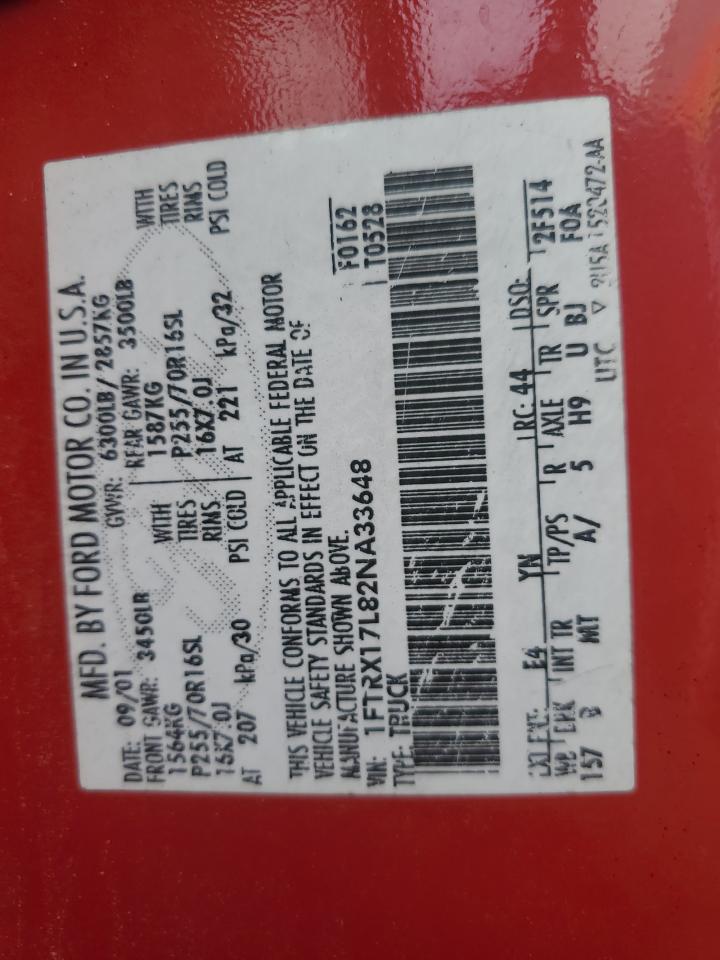 MFD. BY FORD MOTOR CO. IN U.S.A.
DATE: 09/01 GVWR: 6300LB/ 2857KG
FRONT GAWR: 3450LB REAR GAWR: 3500LB
1564KG WITH 1587KG WITH
P255/70R16SL TIRES P255/70R16SL TIRES
16X7.0J RIMS 16X7.0J RIMS
AT 207 kPa/30 PSI COLD AT 221 kPa/32 PSI COLD
THIS VEHICLE CONFORMS TO ALL APPLICABLE FEDERAL MOTOR
VEHICLE SAFETY STANDARDS IN EFFECT ON THE DATE OF
MANUFACTURE SHOWN ABOVE.
VIN: 1FTRX17L82NA33648 F0162
TYPE: TRUCK T0528
EXT PNT: E4 YN RC: 44 DSO:
WB BRK INT TR TP/PS R AXLE TR SPR 2F514
157 B MT A/ 5 H9 U BJ F0A
UTC